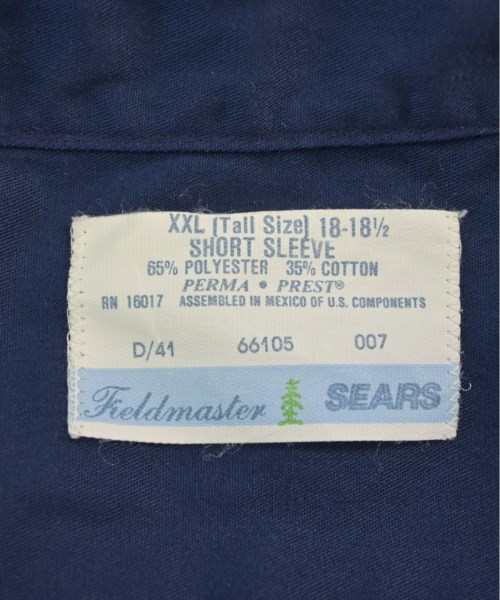 XXL (Tall Size) 18-18½
SHORT SLEEVE
65% POLYESTER 35% COTTON
PERMA • PREST®
RN 16017 ASSEMBLED IN MEXICO OF U.S. COMPONENTS
D/41 66105 007
Fieldmaster SEARS